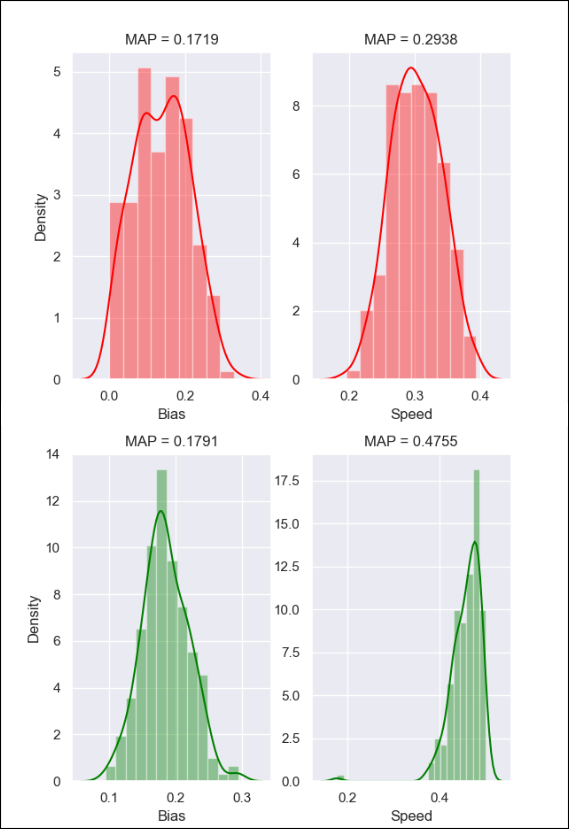 MAP = 0.1719
MAP = 0.2938
5
4
3
2
1
0
Density
0.0 0.2 0.4
Bias
8
6
4
2
0
0.2 0.3 0.4
Speed
MAP = 0.1791
MAP = 0.4755
14
12
10
8
6
4
2
0
Density
0.1 0.2 0.3
Bias
17.5
15.0
12.5
10.0
7.5
5.0
2.5
0.0
0.2 0.4
Speed